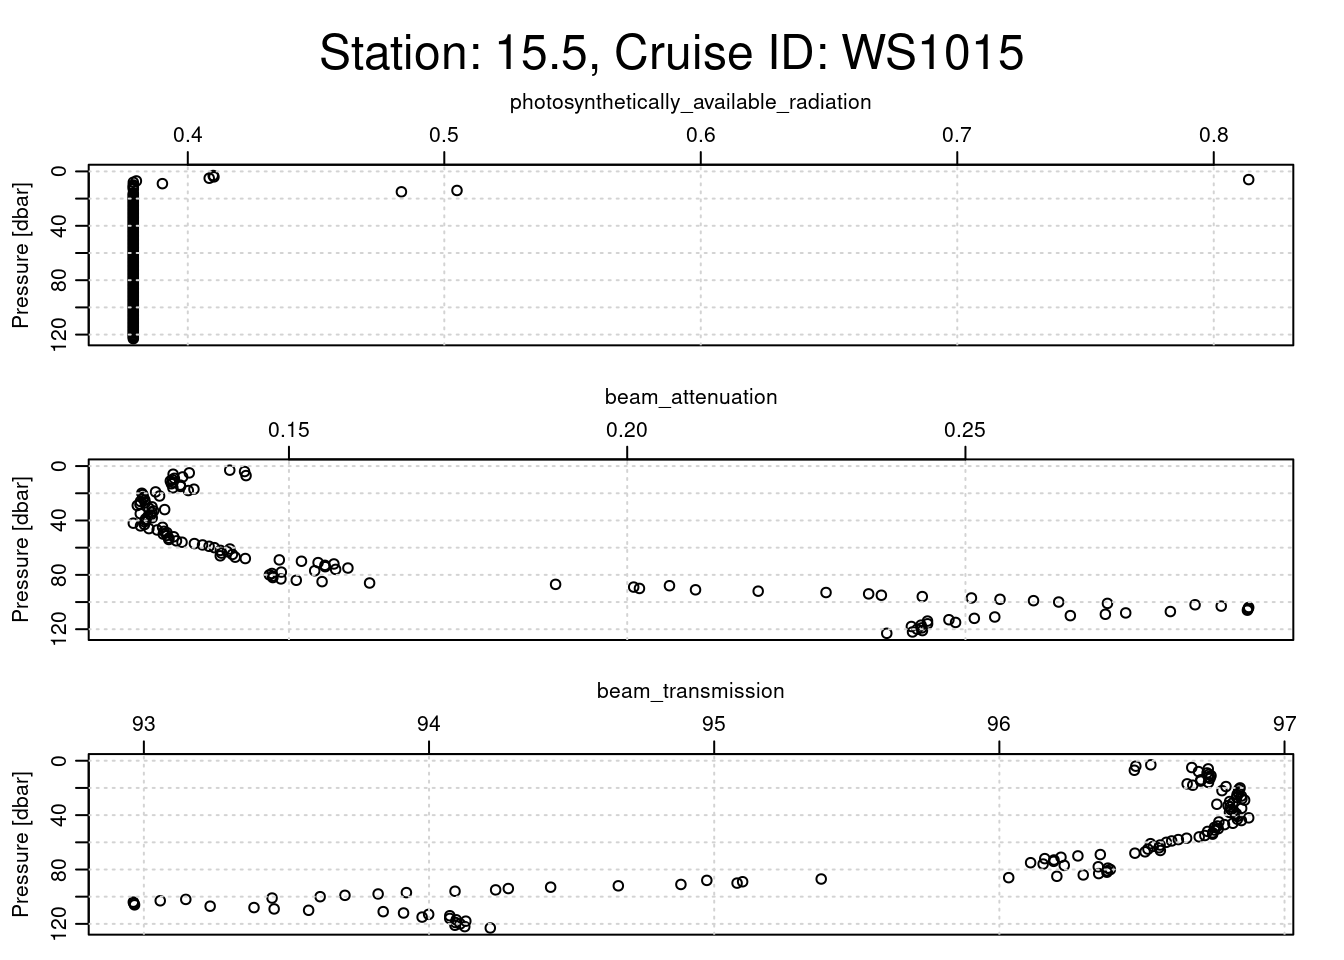 Station: 15.5, Cruise ID: WS1015
photosynthetically_available_radiation
0.4 0.5 0.6 0.7 0.8
Pressure [dbar]
0
40
80
120
beam_attenuation
0.15 0.20 0.25
Pressure [dbar]
0
40
80
120
beam_transmission
93 94 95 96 97
Pressure [dbar]
0
40
80
120